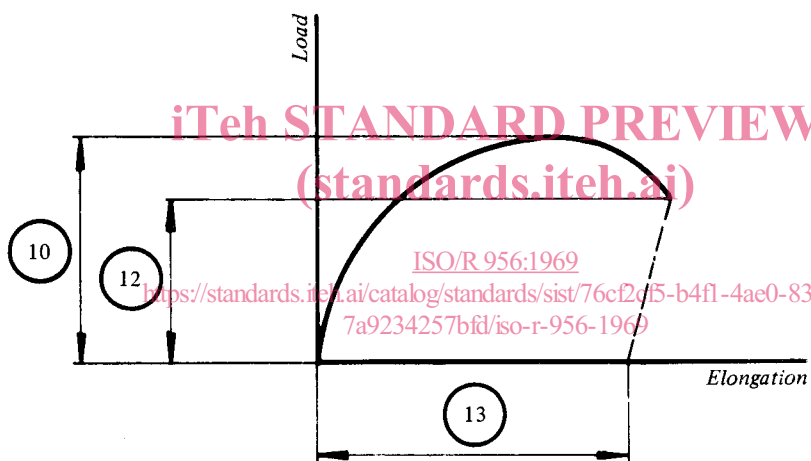 Load
iTeh STANDARD PREVIEW
(standards.iteh.ai)
10
12
ISO/R 956:1969
https://standards.iteh.ai/catalog/standards/sist/76cf2cf5-b4f1-4ae0-83
7a9234257bfd/iso-r-956-1969
Elongation
13